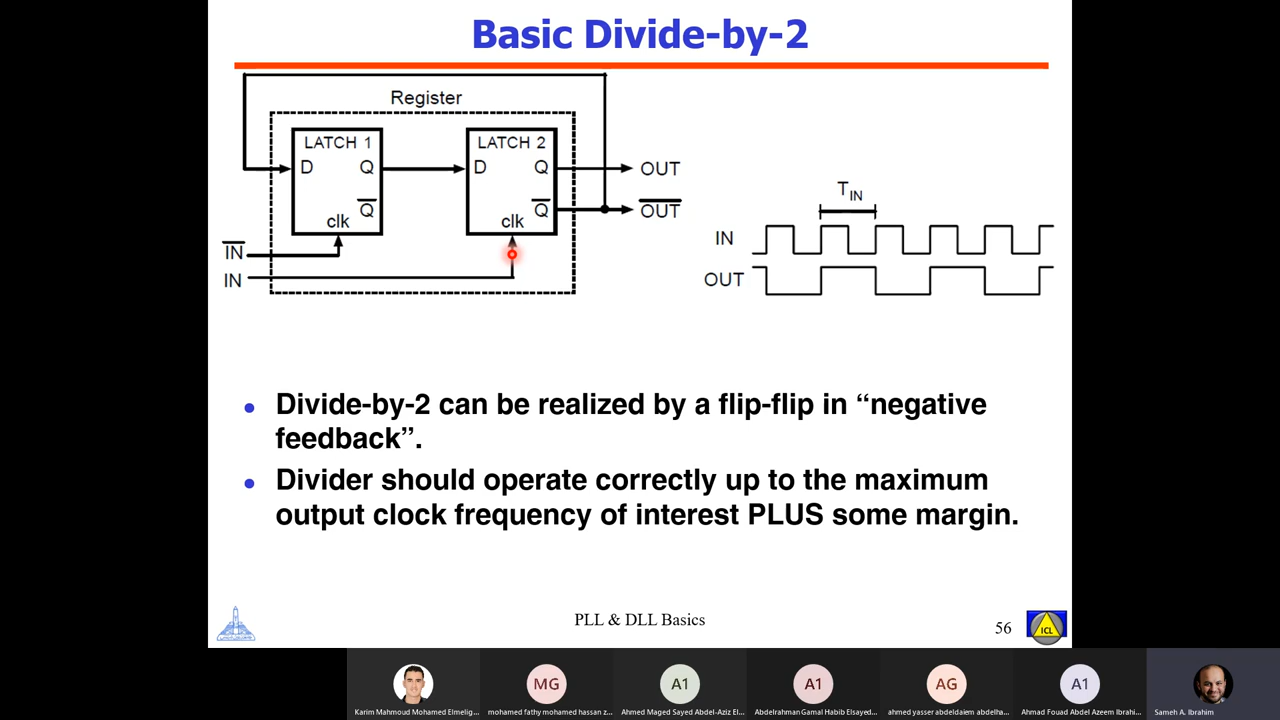 Basic Divide-by-2
Register
LATCH 1
LATCH 2
D Q
D Q
OUT
Q
Q
OUT
clk
clk
IN
IN
T_IN
IN
OUT
• Divide-by-2 can be realized by a flip-flip in “negative
feedback”.
• Divider should operate correctly up to the maximum
output clock frequency of interest PLUS some margin.
PLL & DLL Basics
56
ICL
MG
A1
A1
AG
A1
Karim Mahmoud Mohamed Elmelig...
mohamed fathy mohamed hassan z...
Ahmed Maged Sayed Abdel-Aziz El...
Abdelrahman Gamal Habib Elsayed...
ahmed yasser abdeldaiem abdelha...
Ahmad Fouad Abdel Azeem Ibrahi...
Sameh A. Ibrahim